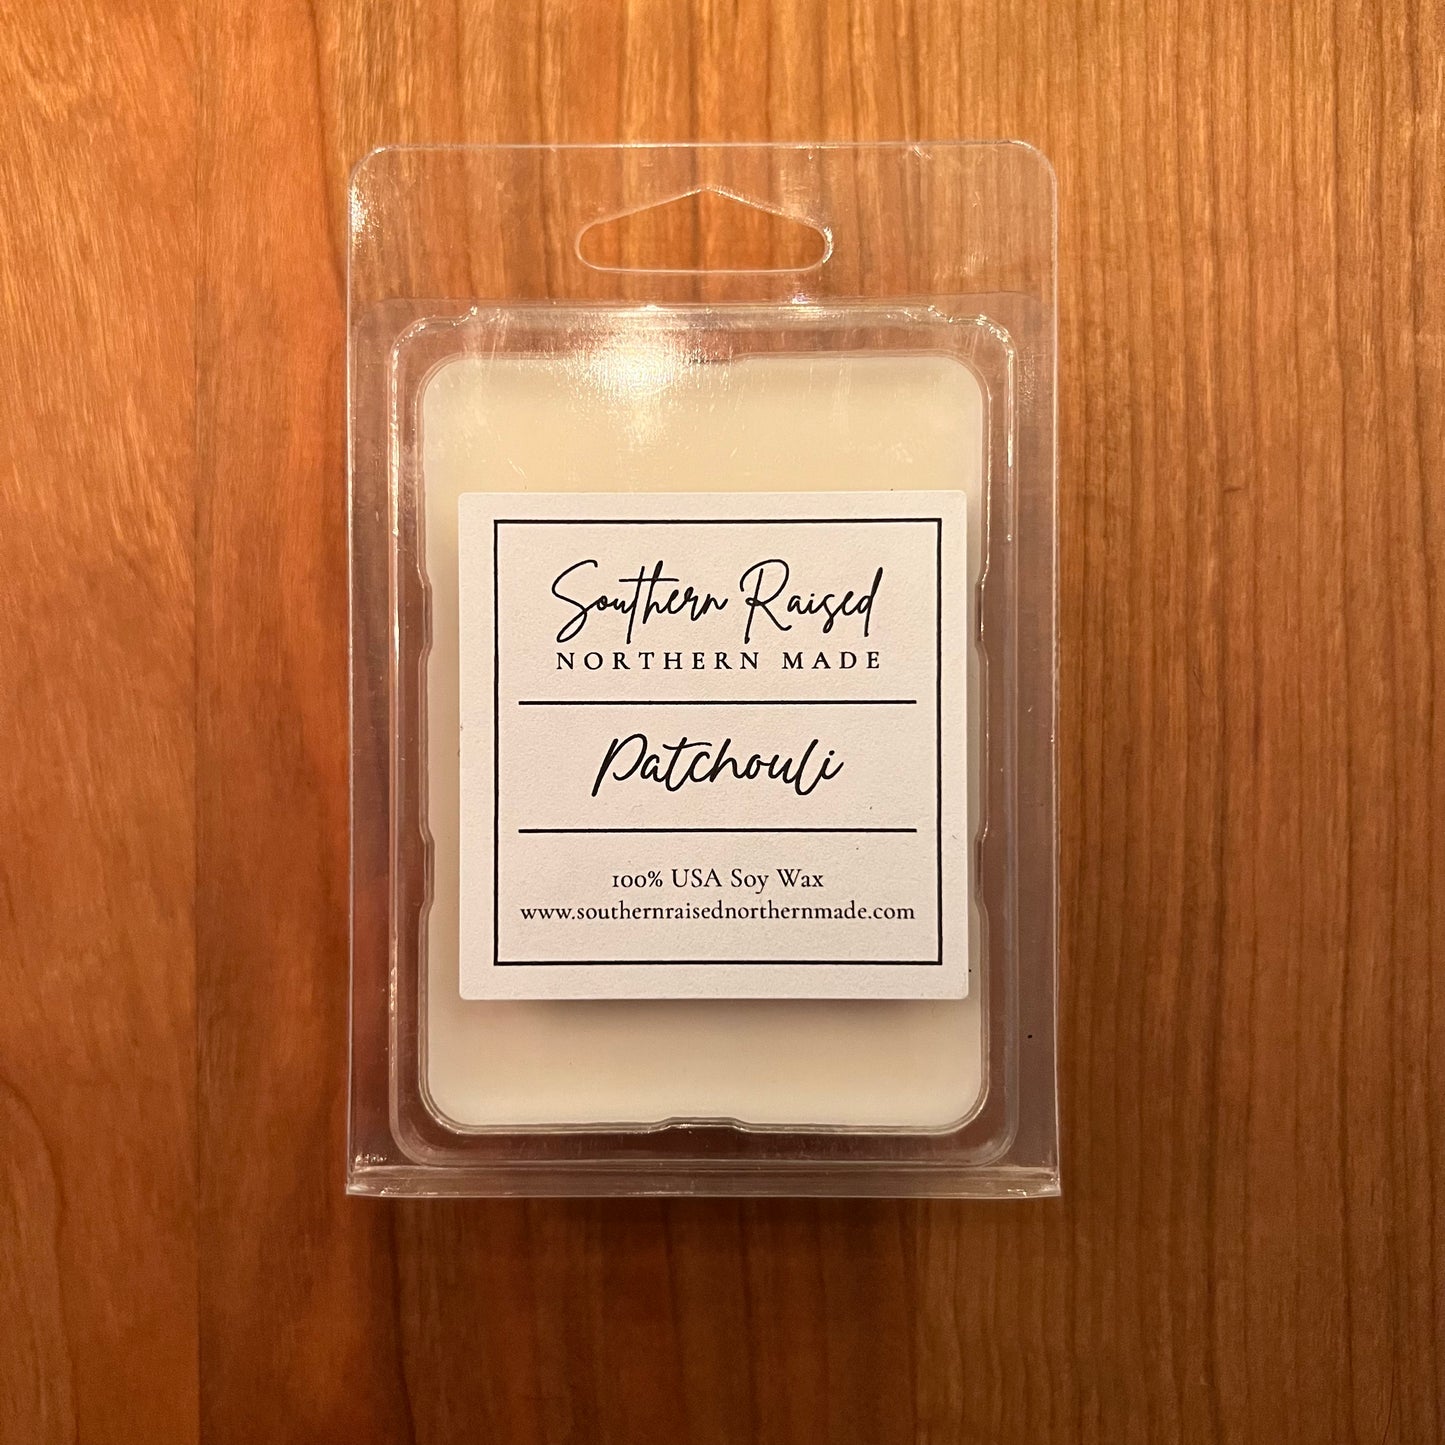 Southern Raised
NORTHERN MADE
Patchouli
100% USA Soy Wax
www.southernraisednorthernmade.com